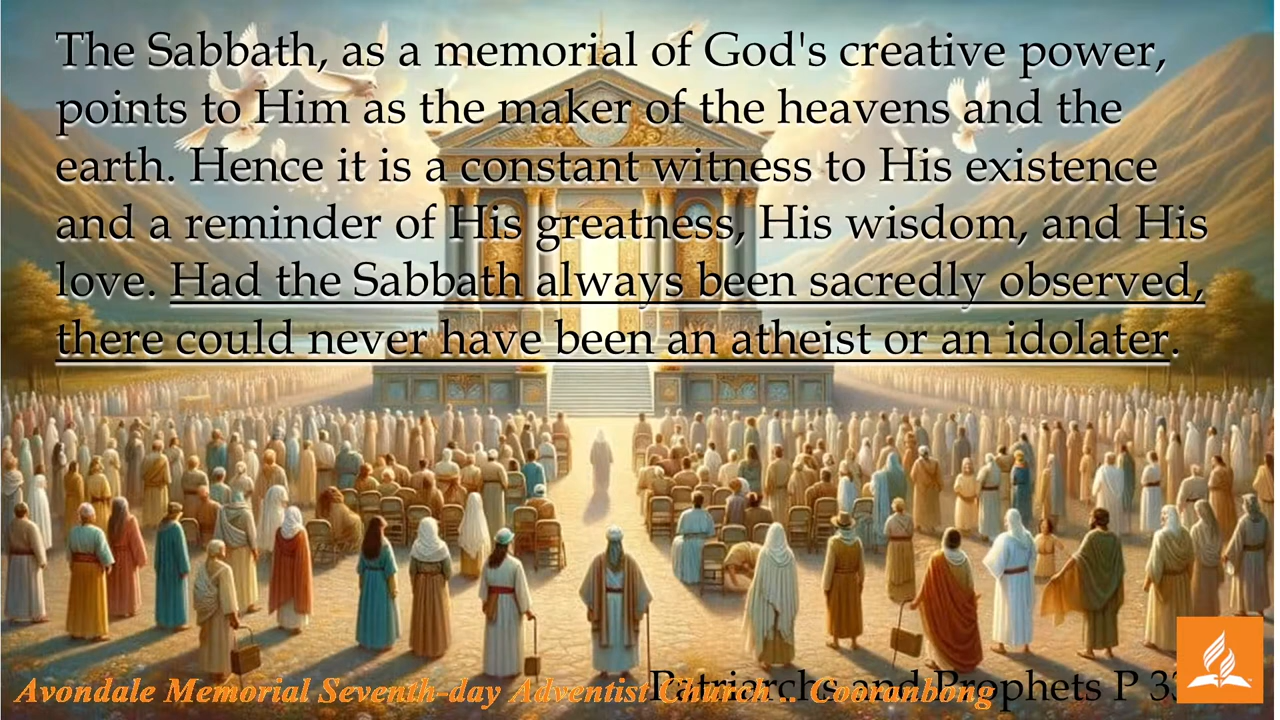 The Sabbath, as a memorial of God's creative power,
points to Him as the maker of the heavens and the
earth. Hence it is a constant witness to His existence
and a reminder of His greatness, His wisdom, and His
love. Had the Sabbath always been sacredly observed,
there could never have been an atheist or an idolater.
Patriarchs and Prophets P
Avondale Memorial Seventh-day Adventist Church .. Cooranbong